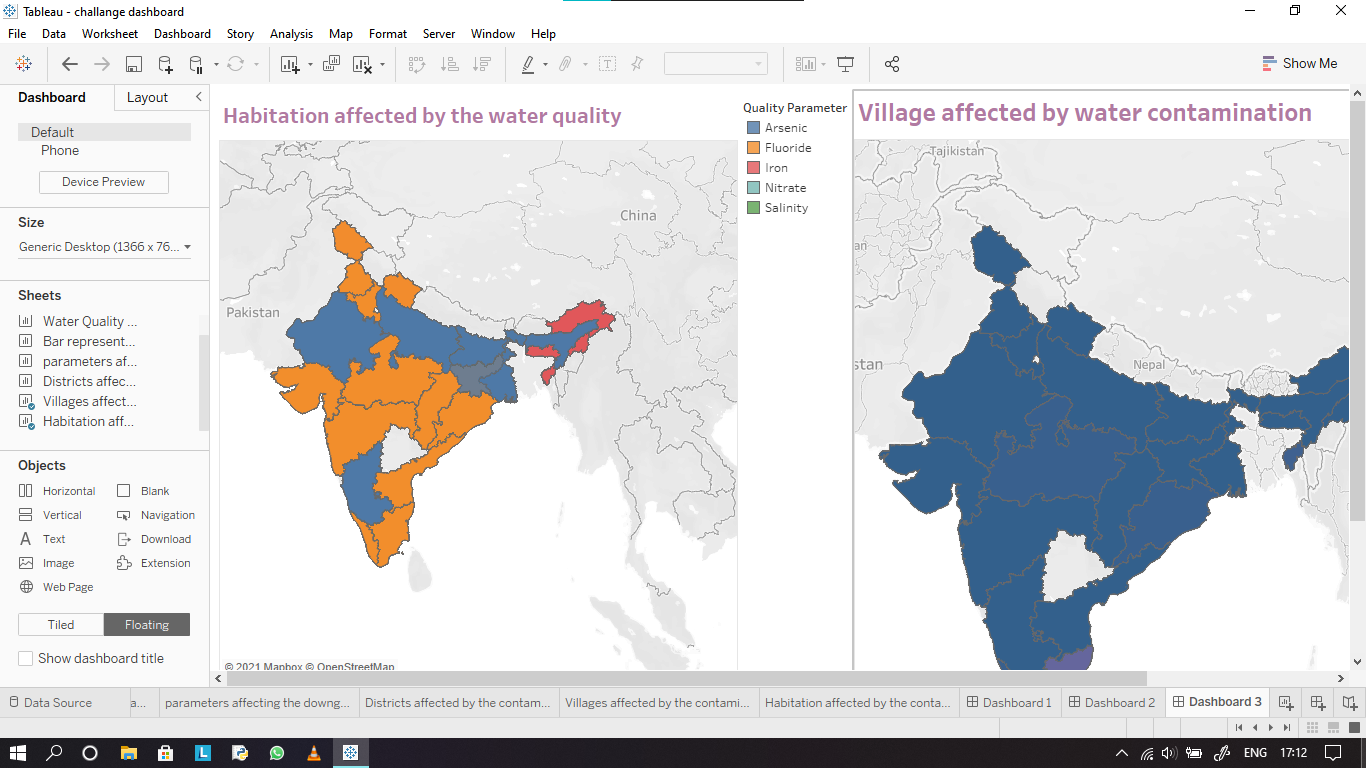 Tableau - challange dashboard
File Data Worksheet Dashboard Story Analysis Map Format Server Window Help
Show Me
Dashboard
Layout
Default
Phone
Device Preview
Size
Generic Desktop (1366 x 76...
Sheets
Water Quality ...
Bar represent...
parameters af...
Districts affec...
Villages affect...
Habitation aff...
Objects
Horizontal
Blank
Vertical
Navigation
Text
Download
Image
Extension
Web Page
Tiled
Floating
Show dashboard title
Habitation affected by the water quality
China
Pakistan
© 2021 Mapbox © OpenStreetMap
Quality Parameter
Arsenic
Fluoride
Iron
Nitrate
Salinity
Village affected by water contamination
Tajikistan
an
stan
Nepal
Data Source
a...
parameters affecting the downg...
Districts affected by the contam...
Villages affected by the contami...
Habitation affected by the conta...
Dashboard 1
Dashboard 2
Dashboard 3
L
ENG
17:12